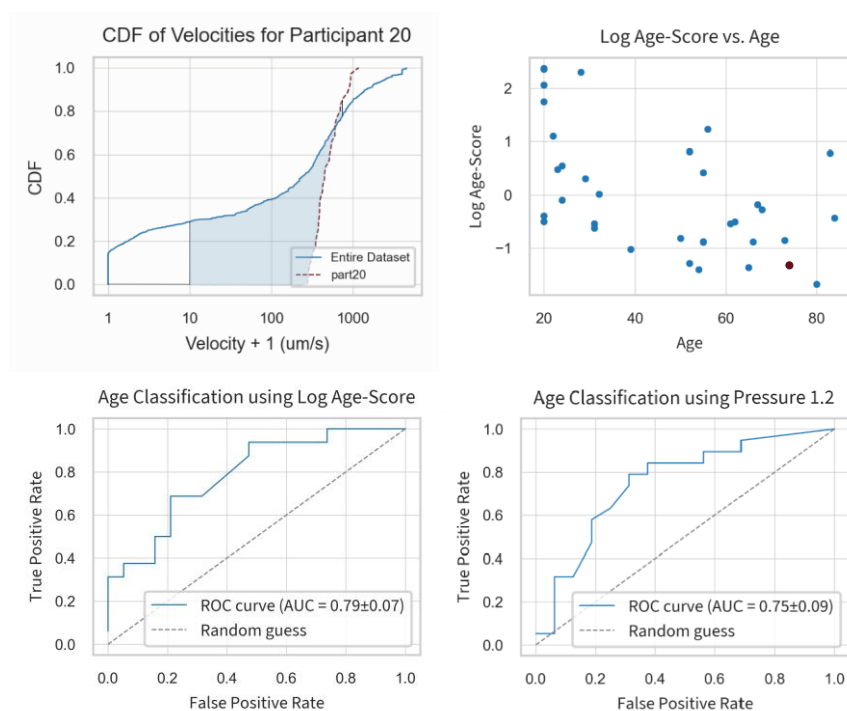 CDF of Velocities for Participant 20
1.0
0.8
0.6
0.4
0.2
0.0
CDF
Entire Dataset
part20
1
10
100
1000
Velocity + 1 (um/s)
Log Age-Score vs. Age
2
1
0
−1
Log Age-Score
20
40
60
80
Age
Age Classification using Log Age-Score
1.0
0.8
0.6
0.4
0.2
0.0
True Positive Rate
ROC curve (AUC = 0.79±0.07)
Random guess
0.0
0.2
0.4
0.6
0.8
1.0
False Positive Rate
Age Classification using Pressure 1.2
1.0
0.8
0.6
0.4
0.2
0.0
True Positive Rate
ROC curve (AUC = 0.75±0.09)
Random guess
0.0
0.2
0.4
0.6
0.8
1.0
False Positive Rate